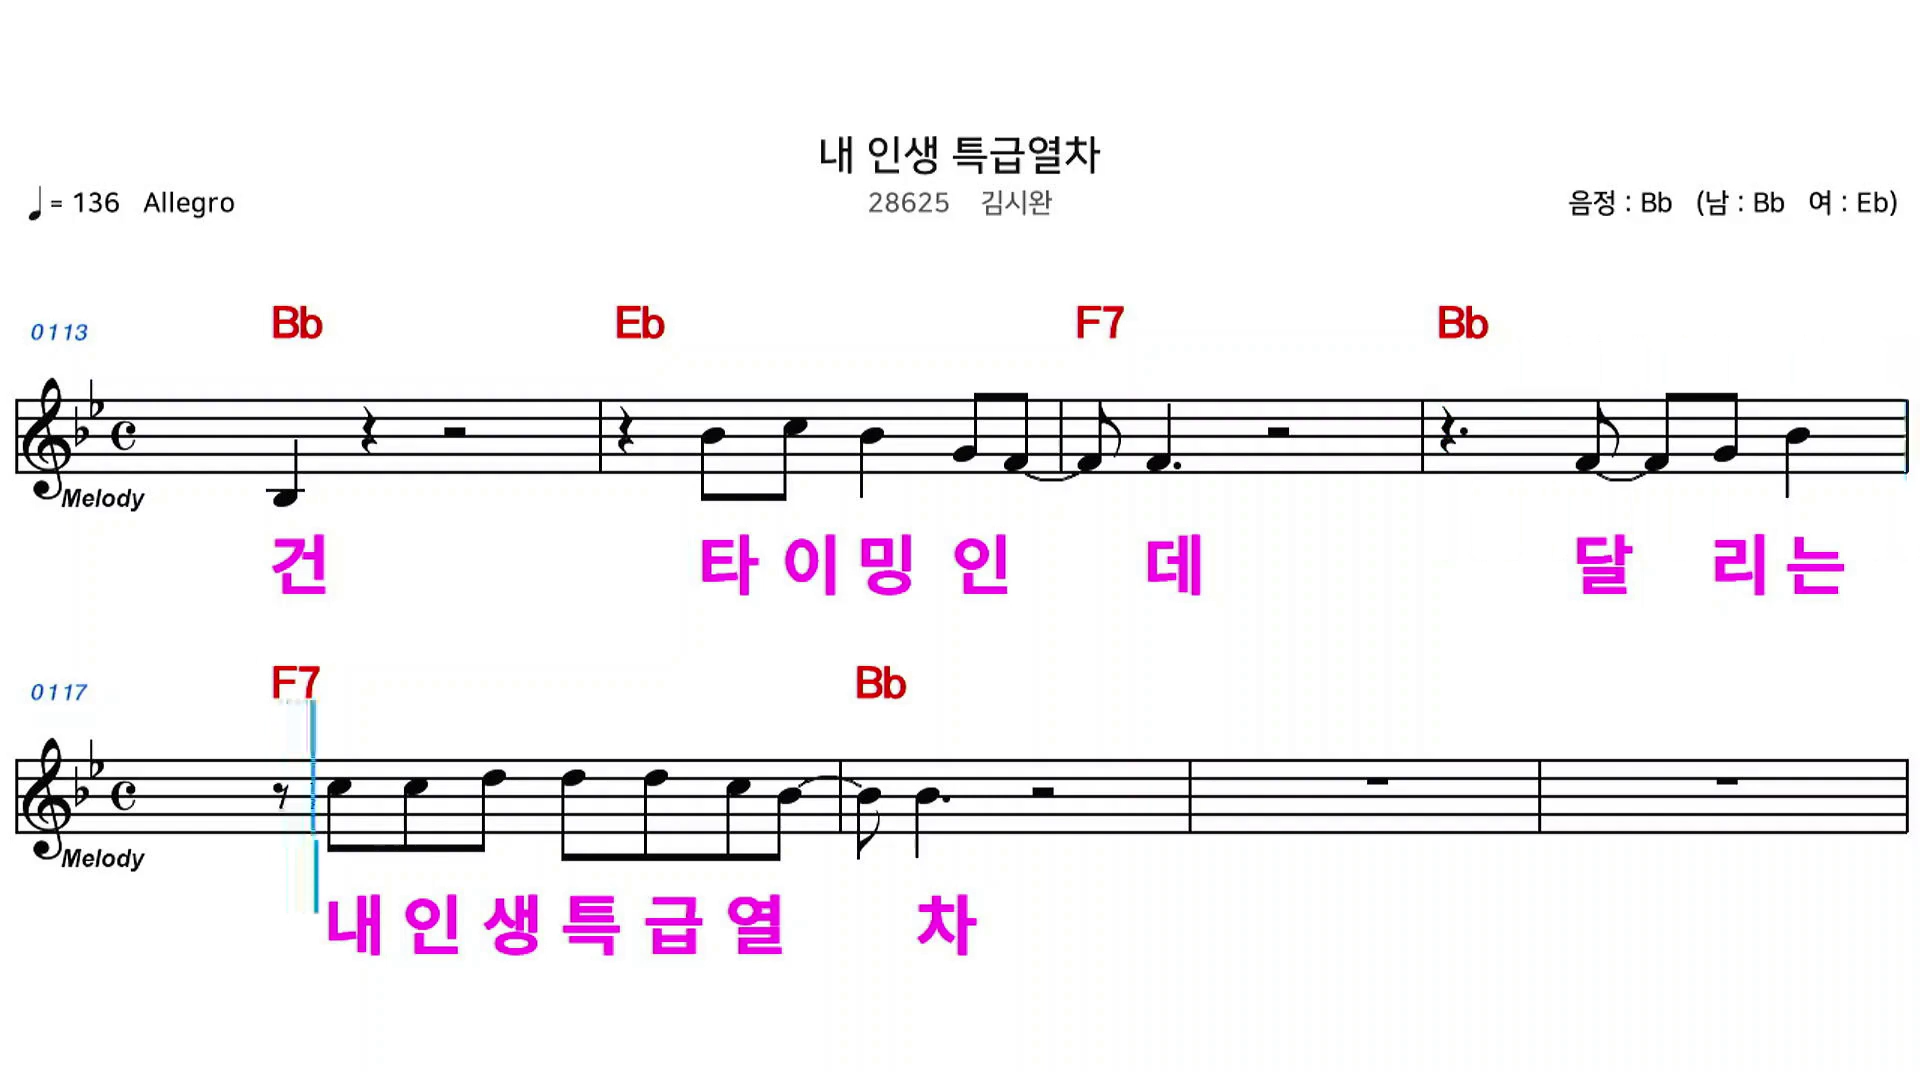 내 인생 특급열차
♩= 136 Allegro 28625 김시완 음정 : Bb (남 : Bb 여 : Eb)
0113 Bb Eb F7 Bb
Melody
건 타 이 밍 인 데 달 리 는
0117 F7 Bb
Melody
내 인 생 특 급 열 차